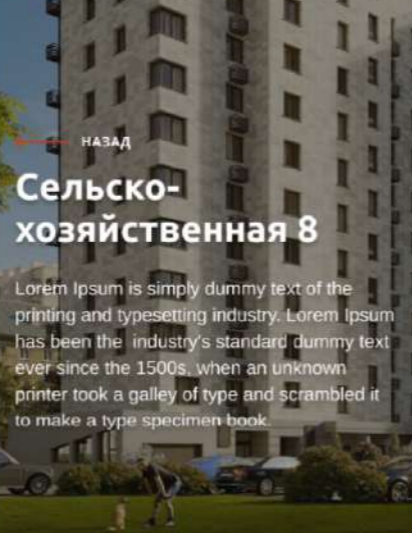 НАЗАД
Сельско-
хозяйственная 8
Lorem Ipsum is simply dummy text of the
printing and typesetting industry. Lorem Ipsum
has been the industry's standard dummy text
ever since the 1500s, when an unknown
printer took a galley of type and scrambled it
to make a type specimen book.